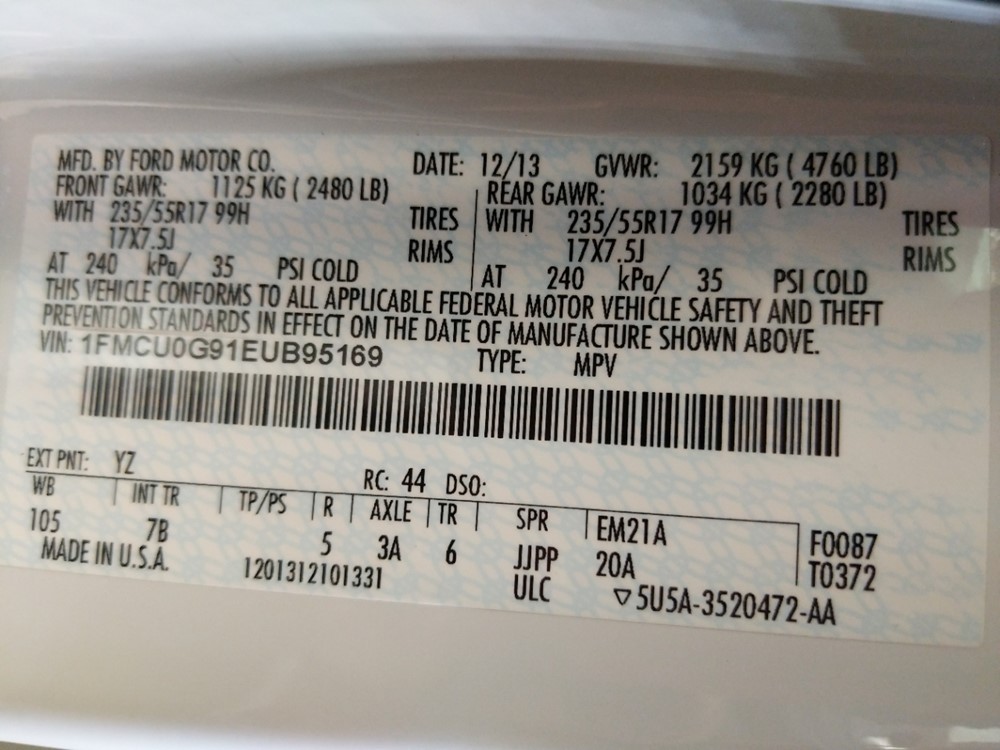 MFD. BY FORD MOTOR CO. DATE: 12/13 GVWR: 2159 KG ( 4760 LB)
FRONT GAWR: 1125 KG ( 2480 LB) REAR GAWR: 1034 KG ( 2280 LB)
WITH 235/55R17 99H TIRES WITH 235/55R17 99H TIRES
17X7.5J RIMS 17X7.5J RIMS
AT 240 kPa/ 35 PSI COLD AT 240 kPa/ 35 PSI COLD
THIS VEHICLE CONFORMS TO ALL APPLICABLE FEDERAL MOTOR VEHICLE SAFETY AND THEFT
PREVENTION STANDARDS IN EFFECT ON THE DATE OF MANUFACTURE SHOWN ABOVE.
VIN: 1FMCU0G91EUB95169 TYPE: MPV
EXT PNT: YZ RC: 44 DSO:
WB INT TR TP/PS R AXLE TR SPR EM21A F0087
105 7B 5 3A 6 JJPP 20A T0372
MADE IN U.S.A. 1201312101331 ULC ▽5U5A-3520472-AA